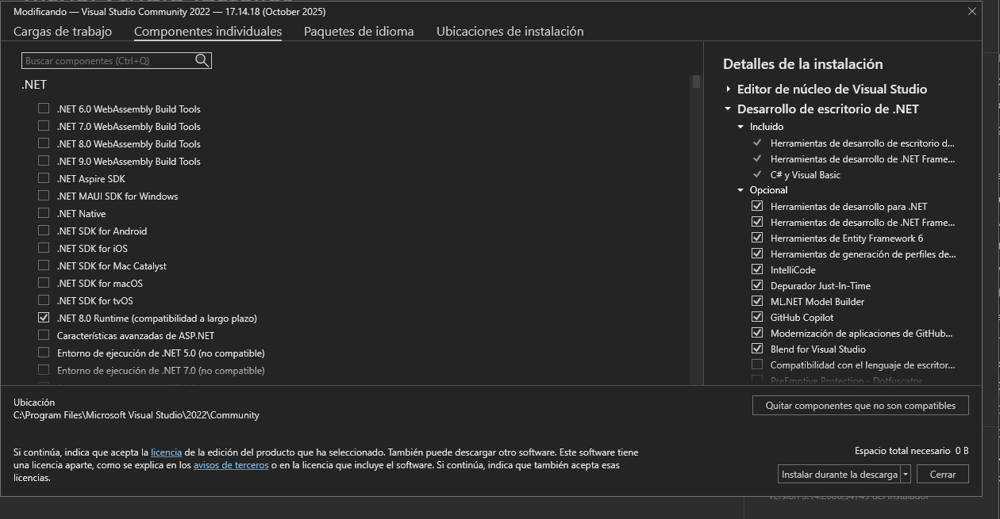 Modificando — Visual Studio Community 2022 — 17.14.18 (October 2025)
Cargas de trabajo
Componentes individuales
Paquetes de idioma
Ubicaciones de instalación
Buscar componentes (Ctrl+Q)
.NET
.NET 6.0 WebAssembly Build Tools
.NET 7.0 WebAssembly Build Tools
.NET 8.0 WebAssembly Build Tools
.NET 9.0 WebAssembly Build Tools
.NET Aspire SDK
.NET MAUI SDK for Windows
.NET Native
.NET SDK for Android
.NET SDK for iOS
.NET SDK for Mac Catalyst
.NET SDK for macOS
.NET SDK for tvOS
.NET 8.0 Runtime (compatibilidad a largo plazo)
Características avanzadas de ASP.NET
Entorno de ejecución de .NET 5.0 (no compatible)
Entorno de ejecución de .NET 7.0 (no compatible)
Detalles de la instalación
Editor de núcleo de Visual Studio
Desarrollo de escritorio de .NET
Incluido
Herramientas de desarrollo de escritorio d...
Herramientas de desarrollo de .NET Frame...
C# y Visual Basic
Opcional
Herramientas de desarrollo para .NET
Herramientas de desarrollo de .NET Frame...
Herramientas de Entity Framework 6
Herramientas de generación de perfiles de...
IntelliCode
Depurador Just-In-Time
ML.NET Model Builder
GitHub Copilot
Modernización de aplicaciones de GitHub...
Blend for Visual Studio
Compatibilidad con el lenguaje de escritor...
PreEmptive Protection - Dotfuscator
Ubicación
C:\Program Files\Microsoft Visual Studio\2022\Community
Quitar componentes que no son compatibles
Si continúa, indica que acepta la licencia de la edición del producto que ha seleccionado. También puede descargar otro software. Este software tiene
una licencia aparte, como se explica en los avisos de terceros o en la licencia que incluye el software. Si continúa, indica que también acepta esas
licencias.
Espacio total necesario 0 B
Instalar durante la descarga
Cerrar
del instalador